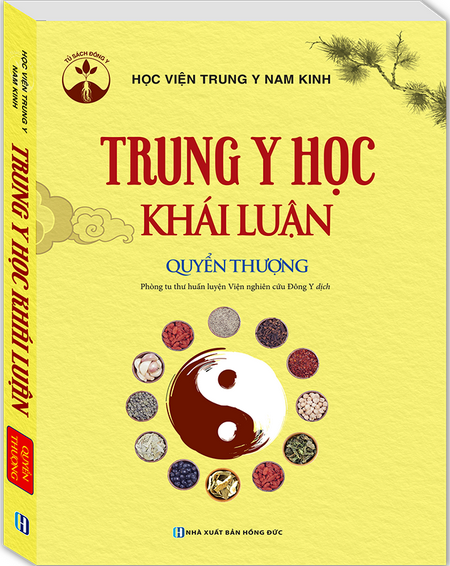 TỦ SÁCH ĐÔNG Y
HỌC VIỆN TRUNG Y NAM KINH
TRUNG Y HỌC
KHÁI LUẬN
QUYỂN THƯỢNG
Phòng tu thư huấn luyện Viện nghiên cứu Đông Y dịch
NHÀ XUẤT BẢN HỒNG ĐỨC
HỌC VIỆN TRUNG Y
NAM KINH
TRUNG Y HỌC KHÁI LUẬN
QUYỂN
THƯỢNG